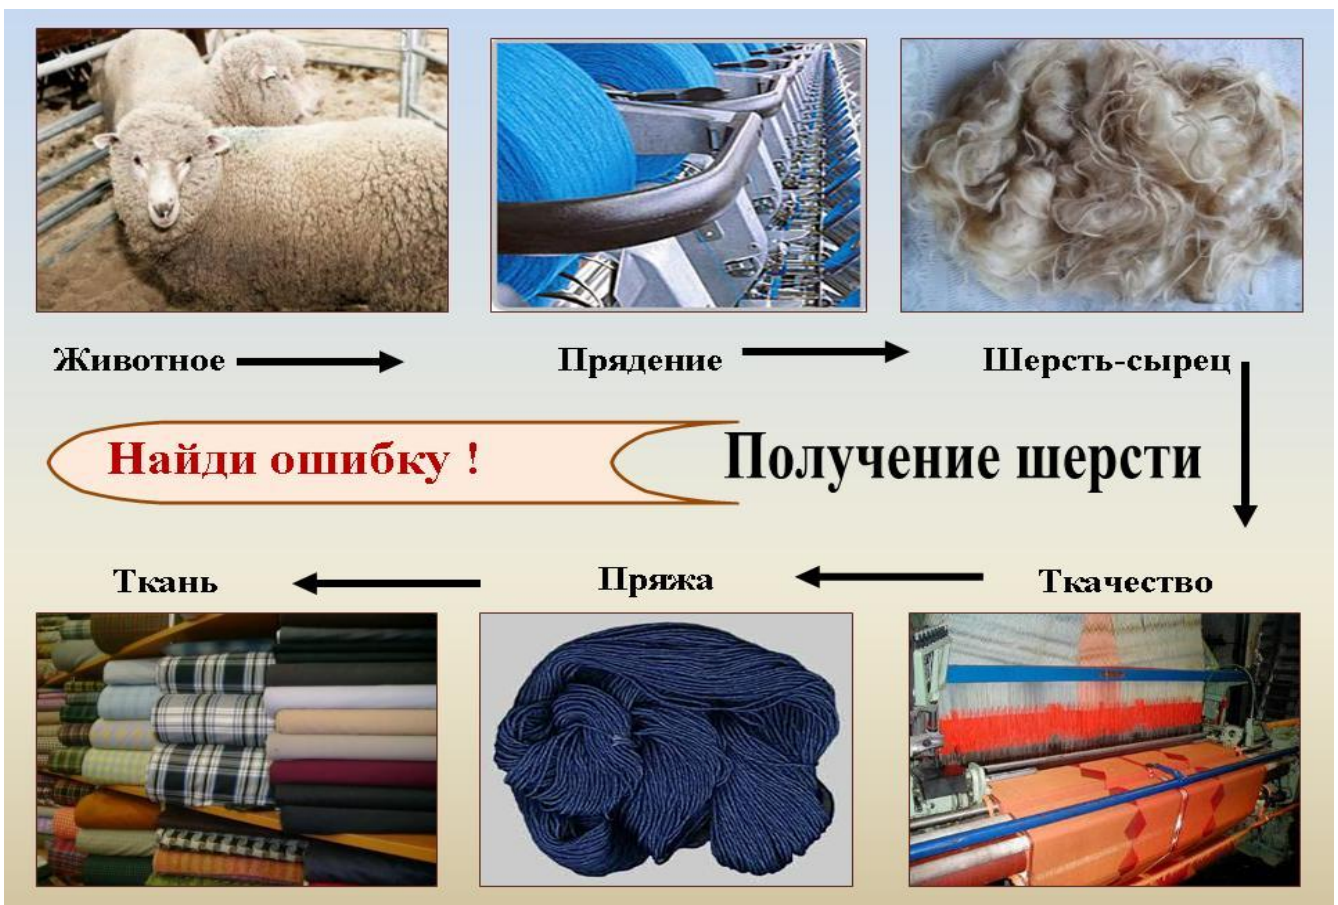 Животное
Прядение
Шерсть-сырец
Найди ошибку !
Получение шерсти
Ткань
Пряжа
Ткачество